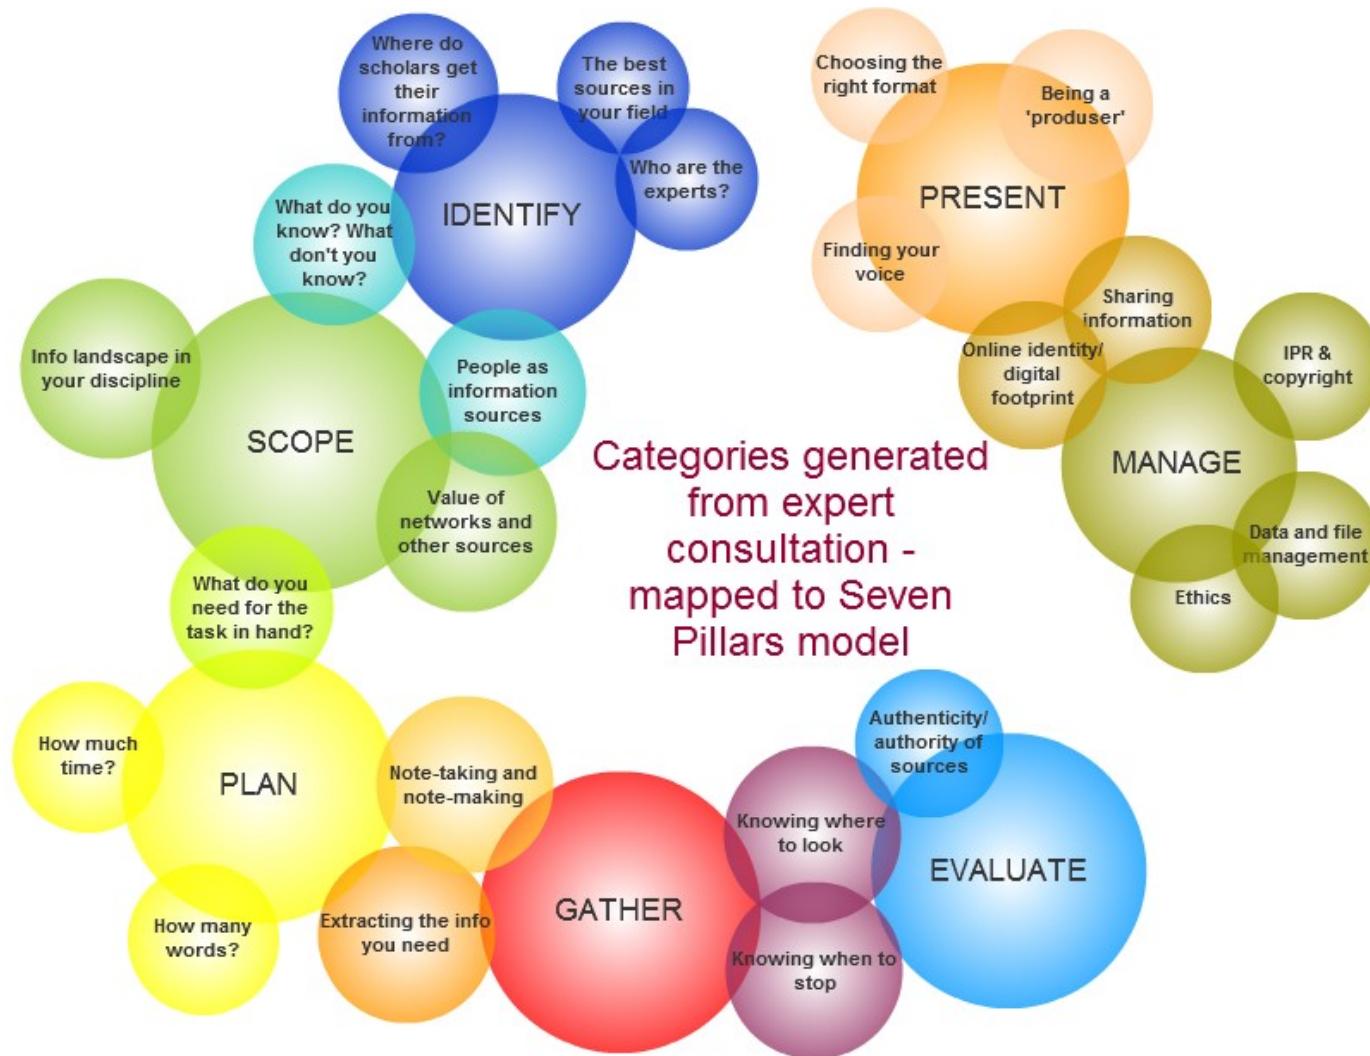 Where do
scholars get
their
information
from?
The best
sources in
your field
Who are the
experts?
IDENTIFY
What do you
know? What
don't you
know?
Info landscape in
your discipline
SCOPE
People as
information
sources
Value of
networks and
other sources
What do you
need for the
task in hand?
How much
time?
PLAN
How many
words?
Note-taking and
note-making
Extracting the info
you need
GATHER
Knowing where
to look
Knowing when to
stop
Authenticity/
authority of
sources
EVALUATE
Categories generated
from expert
consultation -
mapped to Seven
Pillars model
Choosing the
right format
Being a
'produser'
PRESENT
Finding your
voice
Sharing
information
Online identity/
digital
footprint
IPR &
copyright
MANAGE
Data and file
management
Ethics